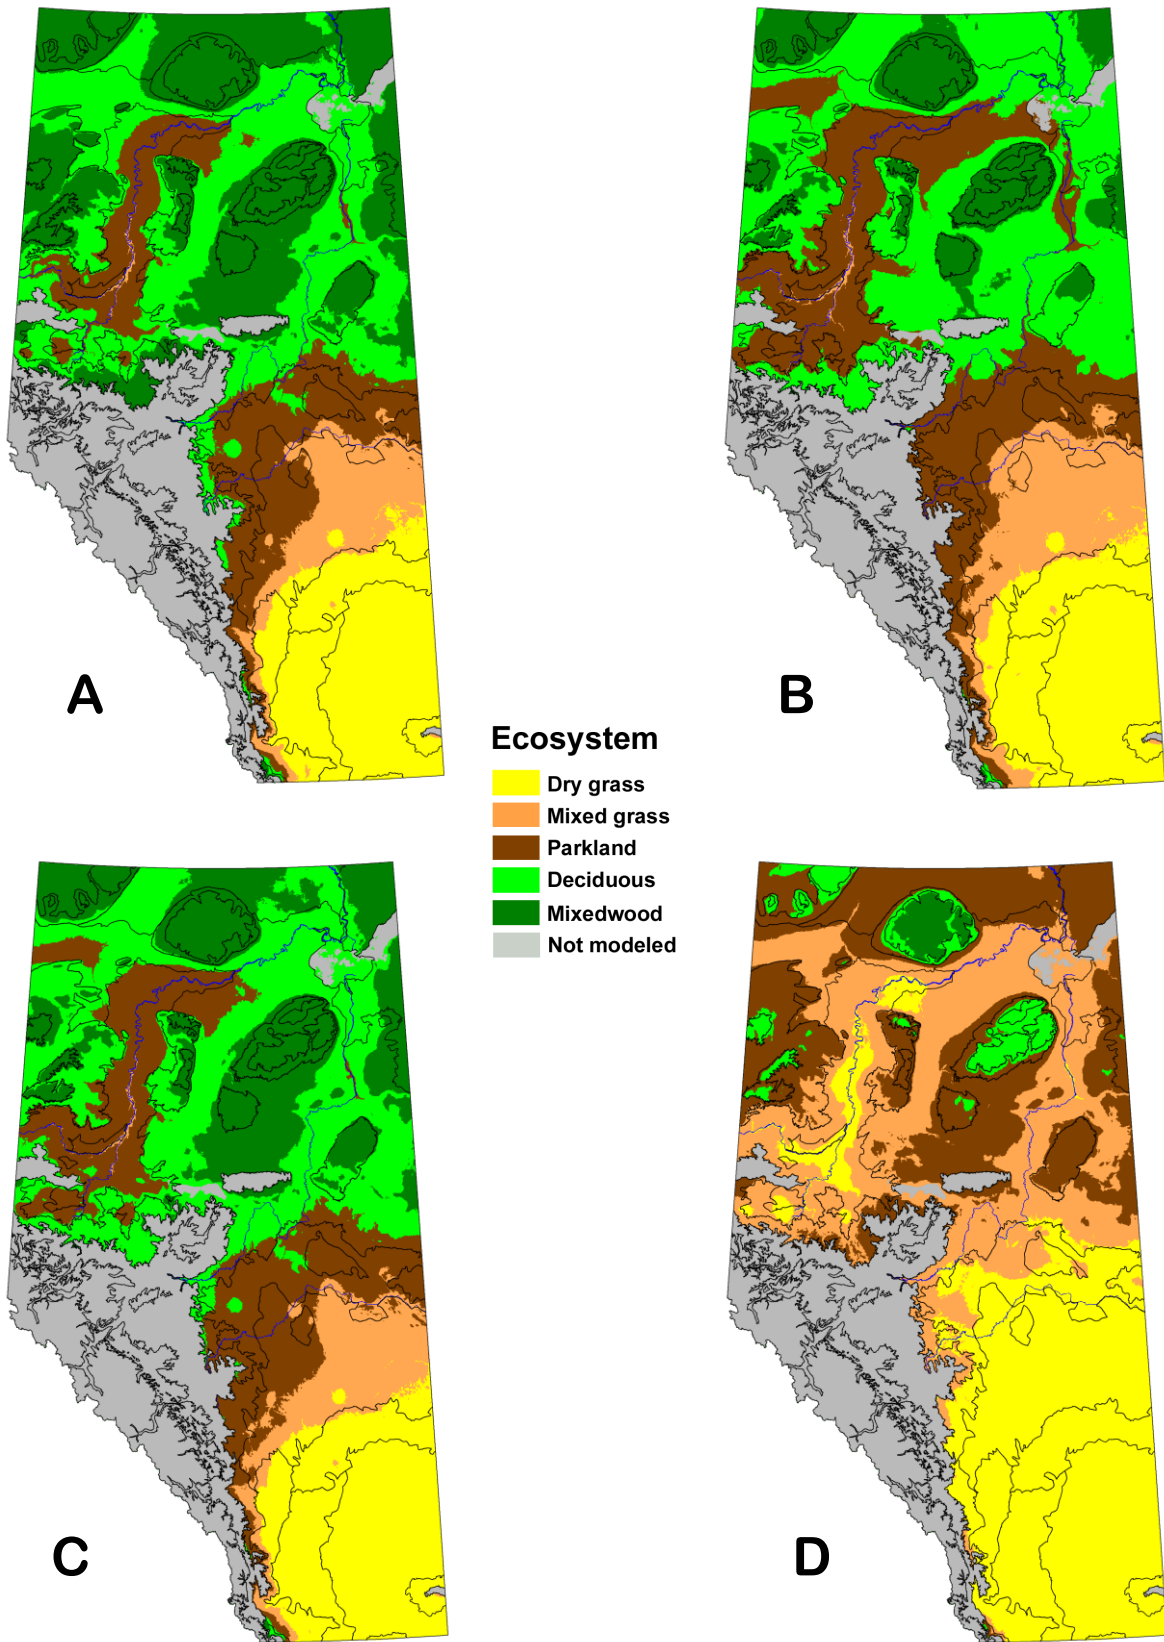 A
B
Ecosystem
Dry grass
Mixed grass
Parkland
Deciduous
Mixedwood
Not modeled
C
D